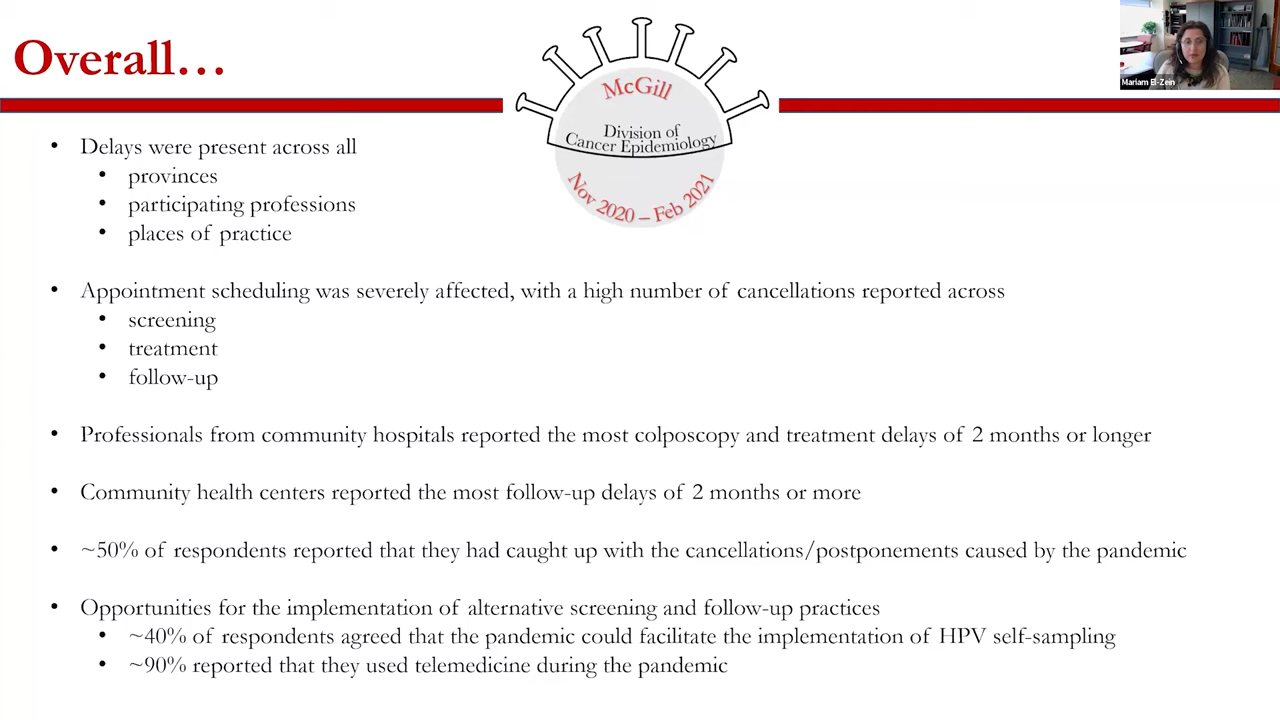 Overall…
McGill
Division of
Cancer Epidemiology
Nov 2020 – Feb 2021
Mariam El-Zein
• Delays were present across all
• provinces
• participating professions
• places of practice
• Appointment scheduling was severely affected, with a high number of cancellations reported across
• screening
• treatment
• follow-up
• Professionals from community hospitals reported the most colposcopy and treatment delays of 2 months or longer
• Community health centers reported the most follow-up delays of 2 months or more
• ~50% of respondents reported that they had caught up with the cancellations/postponements caused by the pandemic
• Opportunities for the implementation of alternative screening and follow-up practices
• ~40% of respondents agreed that the pandemic could facilitate the implementation of HPV self-sampling
• ~90% reported that they used telemedicine during the pandemic